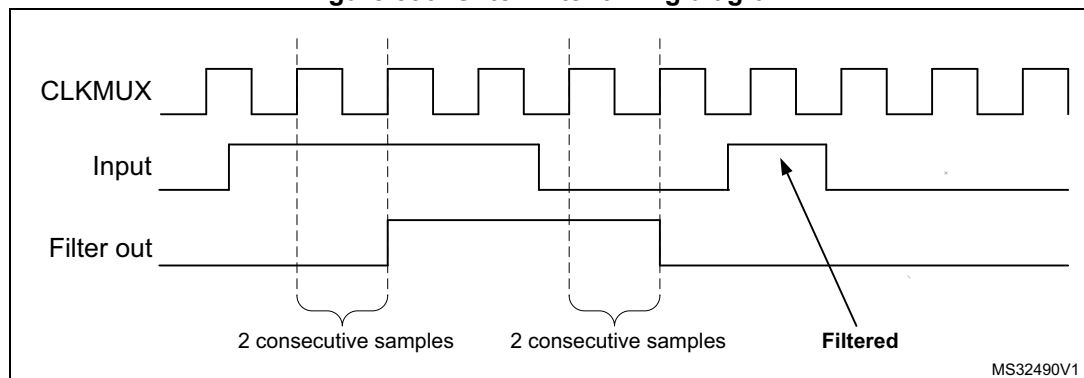 CLKMUX
Input
Filter out
2 consecutive samples 2 consecutive samples Filtered
MS32490V1